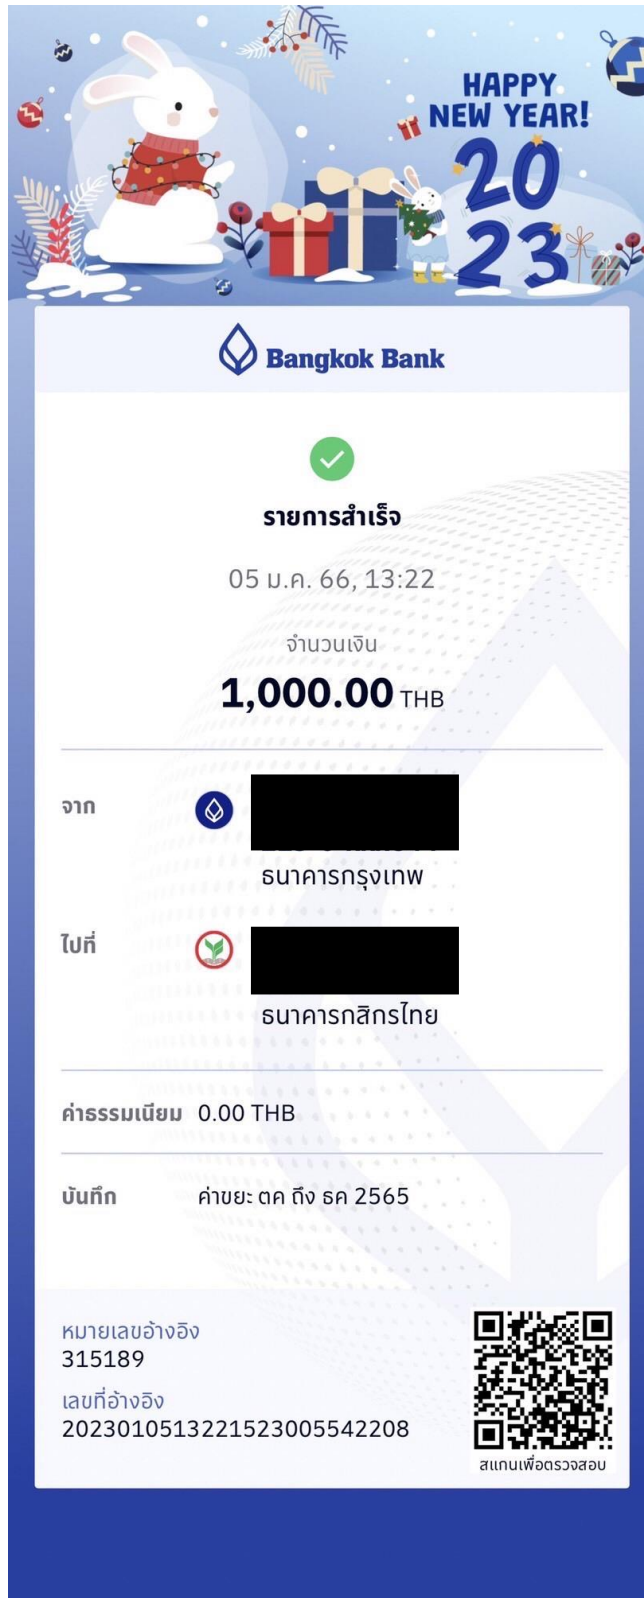 HAPPY
NEW YEAR!
20
23
Bangkok Bank
รายการสำเร็จ
05 ม.ค. 66, 13:22
จำนวนเงิน
1,000.00 THB
จาก
ธนาคารกรุงเทพ
ไปที่
ธนาคารกสิกรไทย
ค่าธรรมเนียม 0.00 THB
บันทึก ค่าขยะ ตค ถึง ธค 2565
หมายเลขอ้างอิง
315189
เลขที่อ้างอิง
2023010513221523005542208
สแกนเพื่อตรวจสอบ